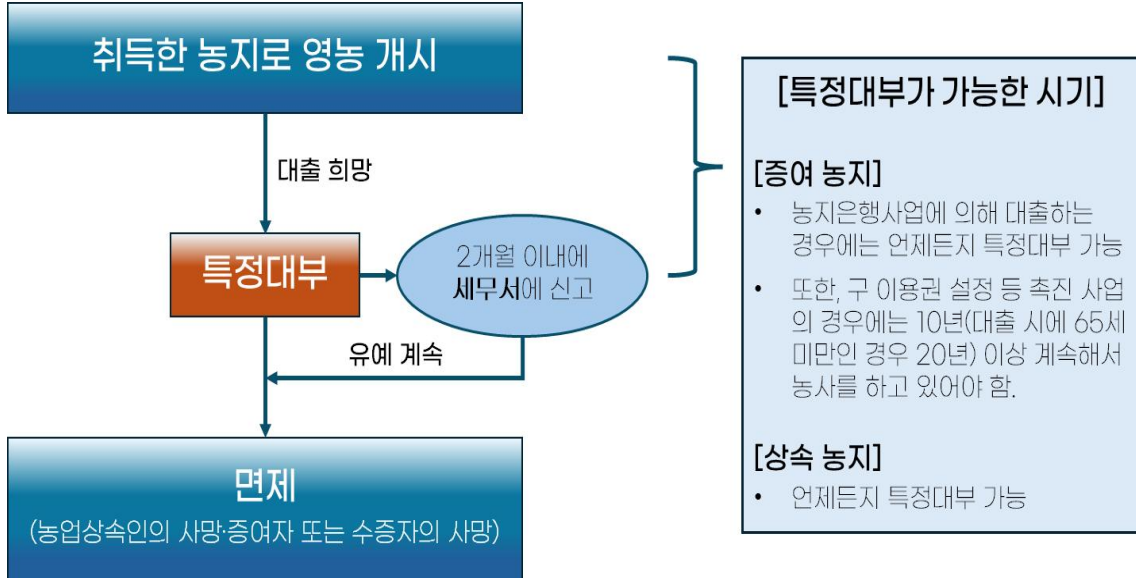 취득한 농지로 영농 개시
대출 희망
특정대부
2개월 이내에
세무서에 신고
유예 계속
면제
(농업상속인의 사망·증여자 또는 수증자의 사망)
[특정대부가 가능한 시기]
[증여 농지]
• 농지은행사업에 의해 대출하는
경우에는 언제든지 특정대부 가능
• 또한, 구 이용권 설정 등 촉진 사업
의 경우에는 10년(대출 시에 65세
미만인 경우 20년) 이상 계속해서
농사를 하고 있어야 함.
[상속 농지]
• 언제든지 특정대부 가능